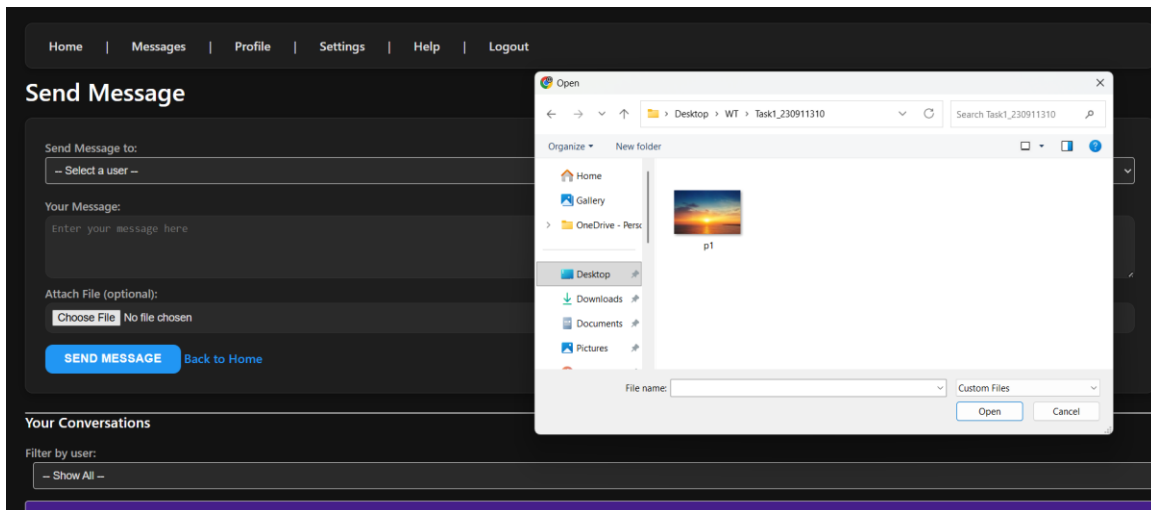 Home | Messages | Profile | Settings | Help | Logout
Send Message
Send Message to:
-- Select a user --
Your Message:
Enter your message here
Attach File (optional):
Choose File No file chosen
SEND MESSAGE Back to Home
Your Conversations
Filter by user:
-- Show All --
Open
> Desktop > WT > Task1_230911310
Search Task1_230911310
Organize New folder
Home
Gallery
OneDrive - Perso
Desktop
Downloads
Documents
Pictures
p1
File name:
Custom Files
Open Cancel